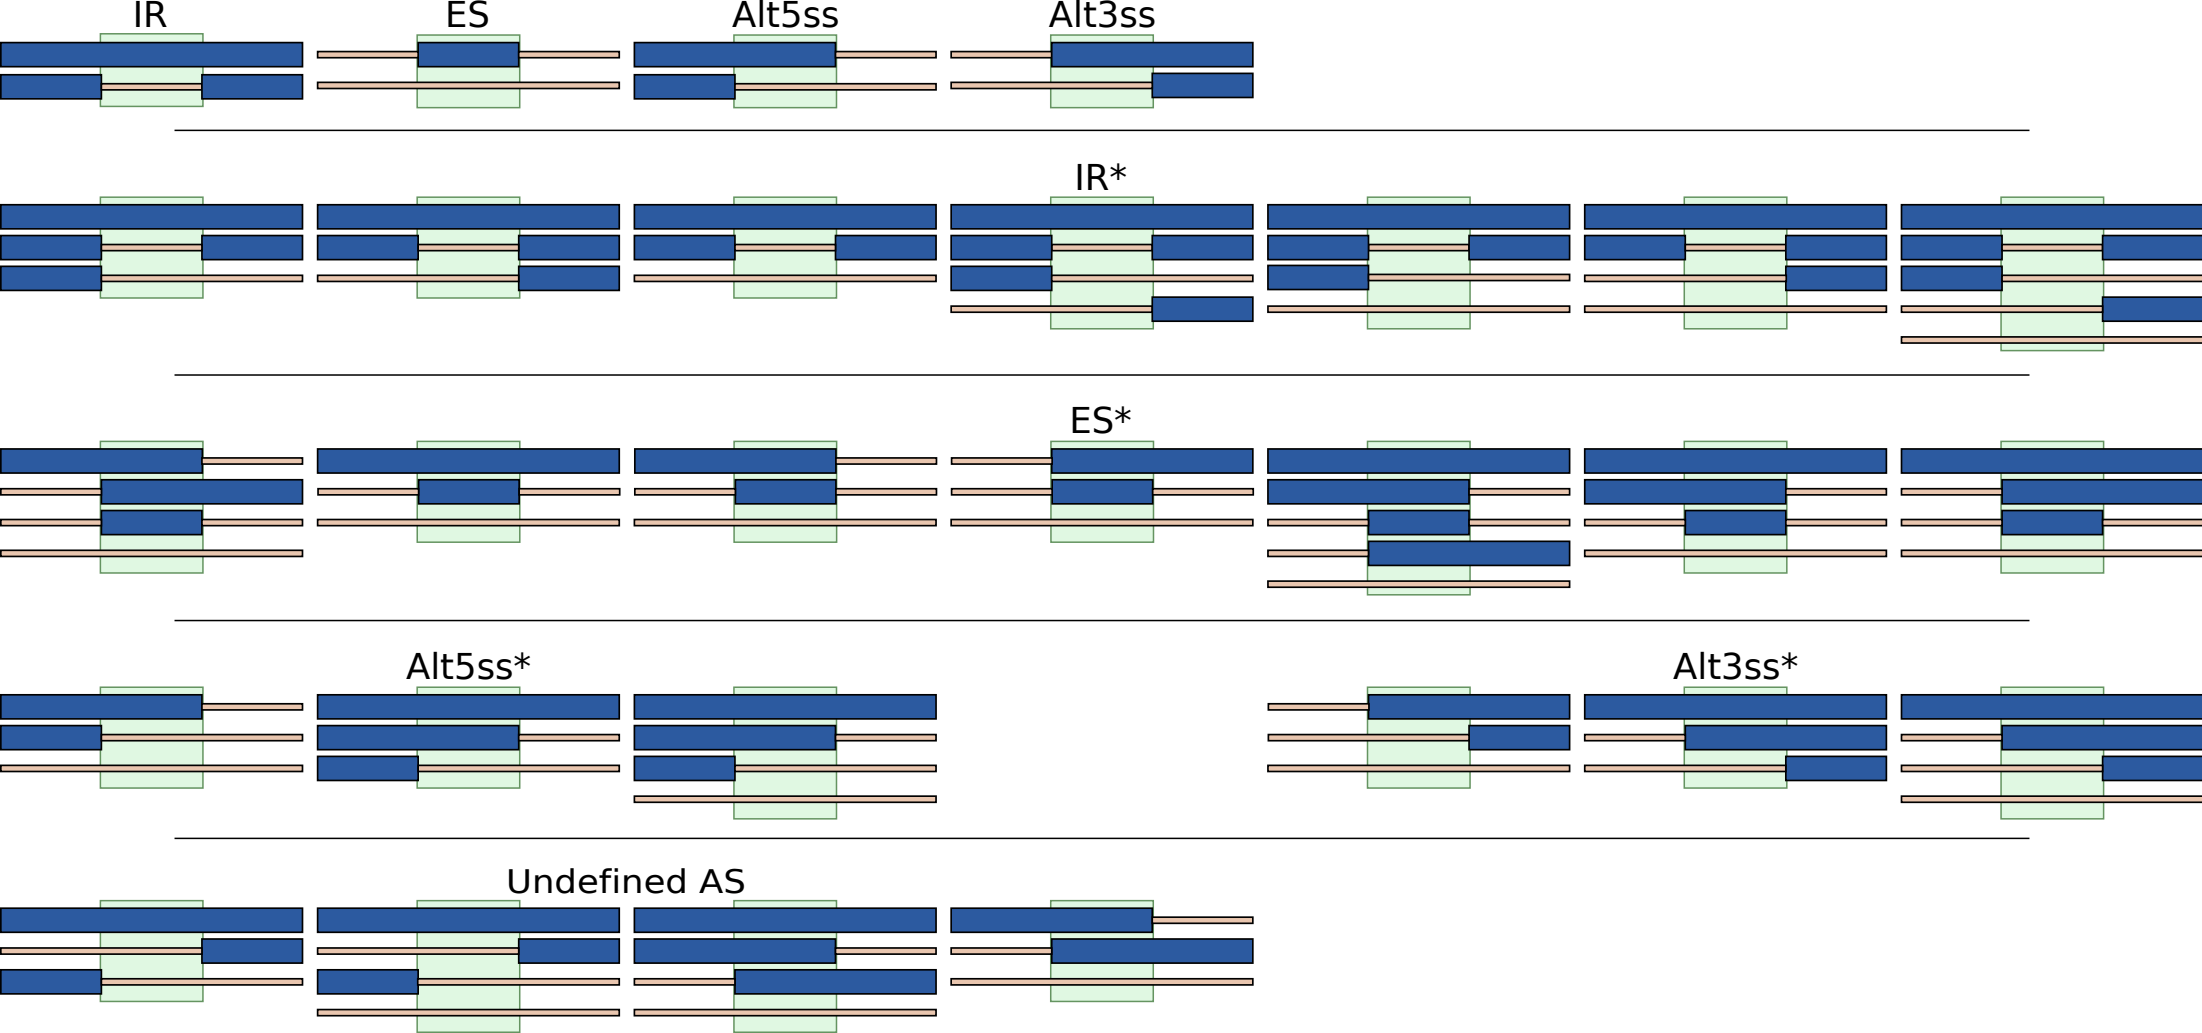 IR ES Alt5ss Alt3ss
IR*
ES*
Alt5ss* Alt3ss*
Undefined AS